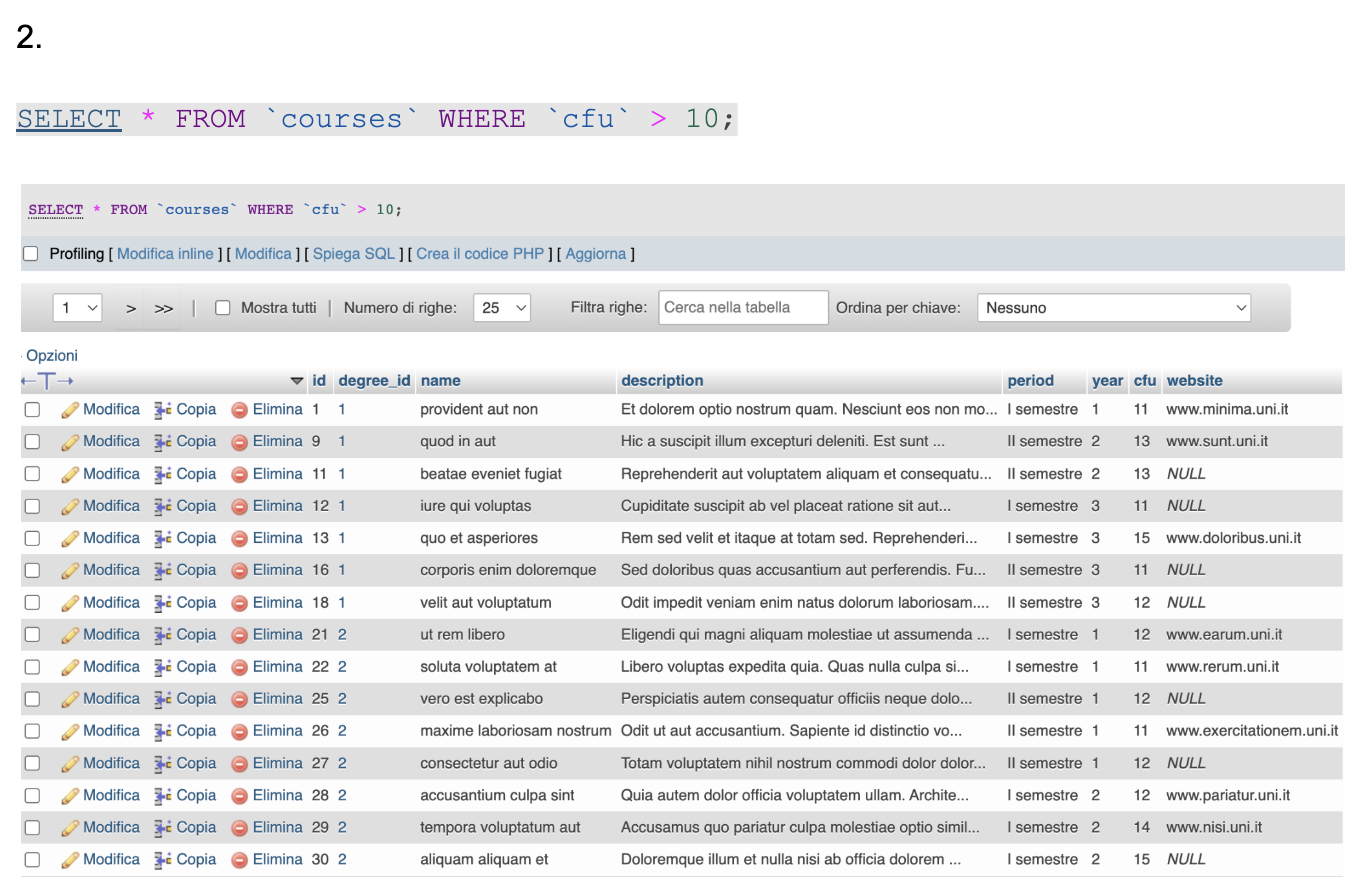 2.
SELECT * FROM `courses` WHERE `cfu` > 10;
SELECT * FROM `courses` WHERE `cfu` > 10;
Profiling [ Modifica inline ] [ Modifica ] [ Spiega SQL ] [ Crea il codice PHP ] [ Aggiorna ]
1 > >> | Mostra tutti | Numero di righe: 25 Filtra righe: Cerca nella tabella Ordina per chiave: Nessuno
Opzioni
←T→ id degree_id name description period year cfu website
Modifica Copia Elimina 1 1 provident aut non Et dolorem optio nostrum quam. Nesciunt eos non mo... I semestre 1 11 www.minima.uni.it
Modifica Copia Elimina 9 1 quod in aut Hic a suscipit illum excepturi deleniti. Est sunt ... II semestre 2 13 www.sunt.uni.it
Modifica Copia Elimina 11 1 beatae eveniet fugiat Reprehenderit aut voluptatem aliquam et consequatu... II semestre 2 13 NULL
Modifica Copia Elimina 12 1 iure qui voluptas Cupiditate suscipit ab vel placeat ratione sit aut... I semestre 3 11 NULL
Modifica Copia Elimina 13 1 quo et asperiores Rem sed velit et itaque at totam sed. Reprehenderi... I semestre 3 15 www.doloribus.uni.it
Modifica Copia Elimina 16 1 corporis enim doloremque Sed doloribus quas accusantium aut perferendis. Fu... II semestre 3 11 NULL
Modifica Copia Elimina 18 1 velit aut voluptatum Odit impedit veniam enim natus dolorum laboriosam.... II semestre 3 12 NULL
Modifica Copia Elimina 21 2 ut rem libero Eligendi qui magni aliquam molestiae ut assumenda ... I semestre 1 12 www.earum.uni.it
Modifica Copia Elimina 22 2 soluta voluptatem at Libero voluptas expedita quia. Quas nulla culpa si... I semestre 1 11 www.rerum.uni.it
Modifica Copia Elimina 25 2 vero est explicabo Perspiciatis autem consequatur officiis neque dolo... II semestre 1 12 NULL
Modifica Copia Elimina 26 2 maxime laboriosam nostrum Odit ut aut accusantium. Sapiente id distinctio vo... II semestre 1 11 www.exercitationem.uni.it
Modifica Copia Elimina 27 2 consectetur aut odio Totam voluptatem nihil nostrum commodi dolor dolor... II semestre 1 12 NULL
Modifica Copia Elimina 28 2 accusantium culpa sint Quia autem dolor officia voluptatem ullam. Archite... I semestre 2 12 www.pariatur.uni.it
Modifica Copia Elimina 29 2 tempora voluptatum aut Accusamus quo pariatur culpa molestiae optio simil... I semestre 2 14 www.nisi.uni.it
Modifica Copia Elimina 30 2 aliquam aliquam et Doloremque illum et nulla nisi ab officia dolorem ... I semestre 2 15 NULL